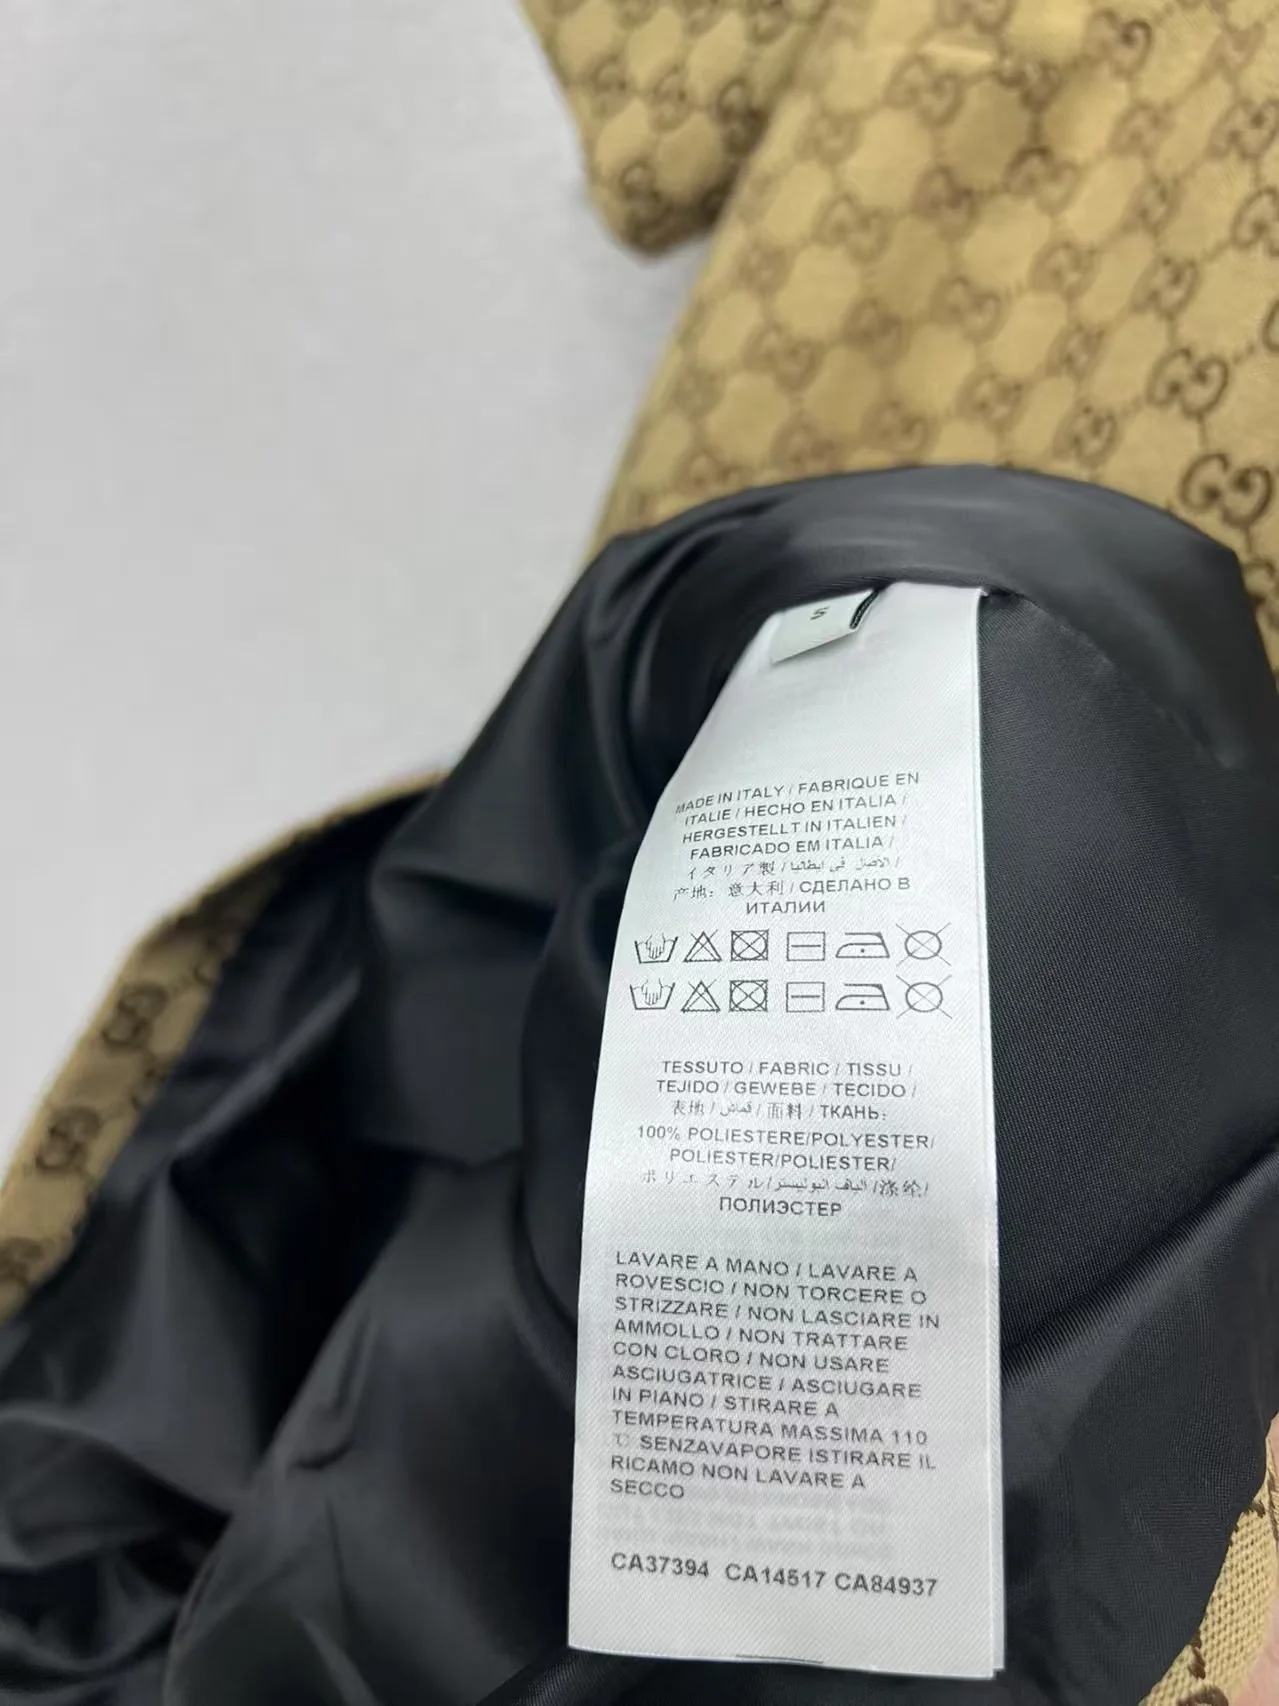 S
MADE IN ITALY / FABRIQUE EN
ITALIE / HECHO EN ITALIA /
HERGESTELLT IN ITALIEN /
FABRICADO EM ITALIA /
イタリア製 / الأصل في إيطاليا /
产地：意大利 / СДЕЛАНО В
ИТАЛИИ
TESSUTO / FABRIC / TISSU /
TEJIDO / GEWEBE / TECIDO /
表地 / قماش / 面料 / ТКАНЬ:
100% POLIESTERE/POLYESTER/
POLIESTER/POLIESTER/
ポリエステル/الياف البوليستر/涤纶/
ПОЛИЭСТЕР
LAVARE A MANO / LAVARE A
ROVESCIO / NON TORCERE O
STRIZZARE / NON LASCIARE IN
AMMOLLO / NON TRATTARE
CON CLORO / NON USARE
ASCIUGATRICE / ASCIUGARE
IN PIANO / STIRARE A
TEMPERATURA MASSIMA 110
℃ SENZAVAPORE ISTIRARE IL
RICAMO NON LAVARE A
SECCO
CA37394 CA14517 CA84937